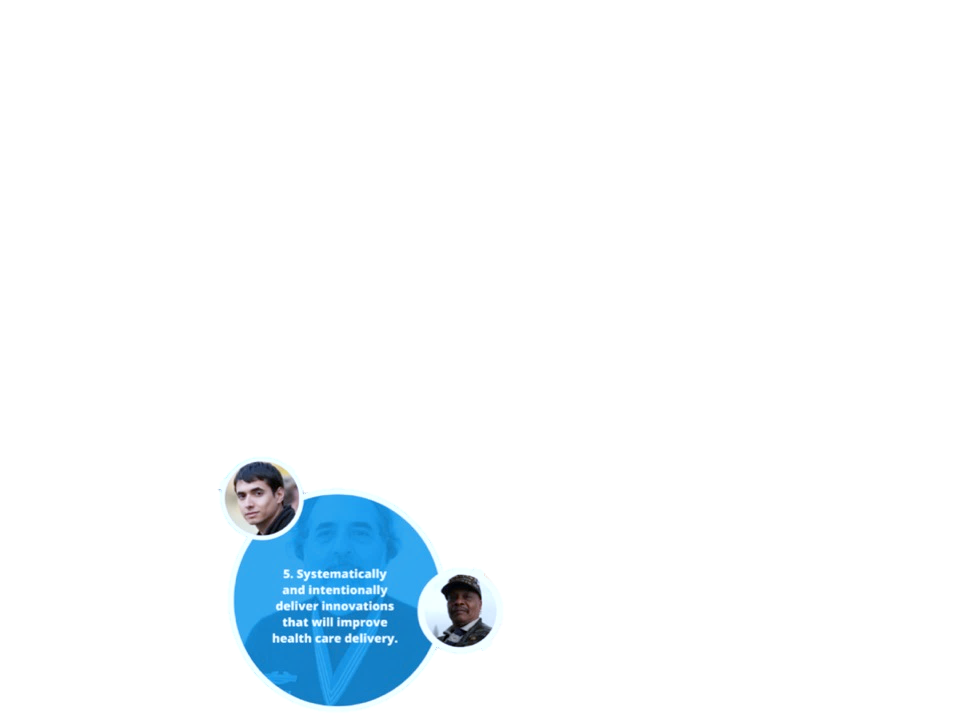 5. Systematically
and intentionally
deliver innovations
that will improve
health care delivery.